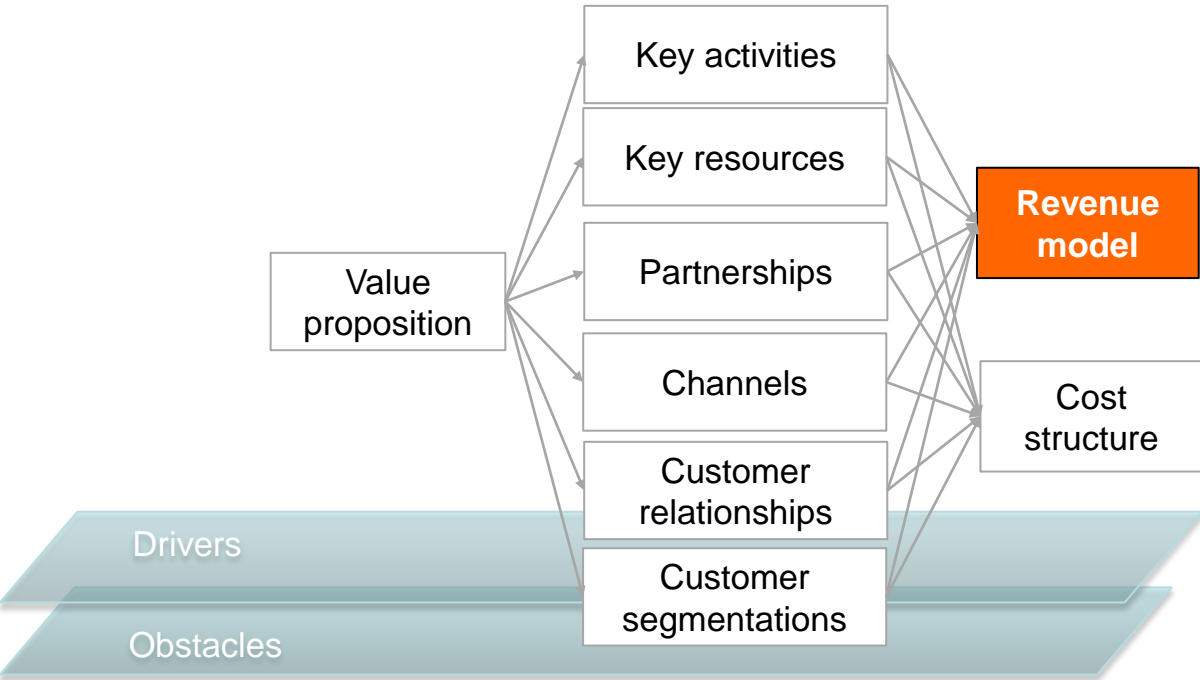 Key activities
Key resources
Revenue
model
Value
proposition
Partnerships
Channels
Cost
structure
Customer
relationships
Drivers
Customer
segmentations
Obstacles